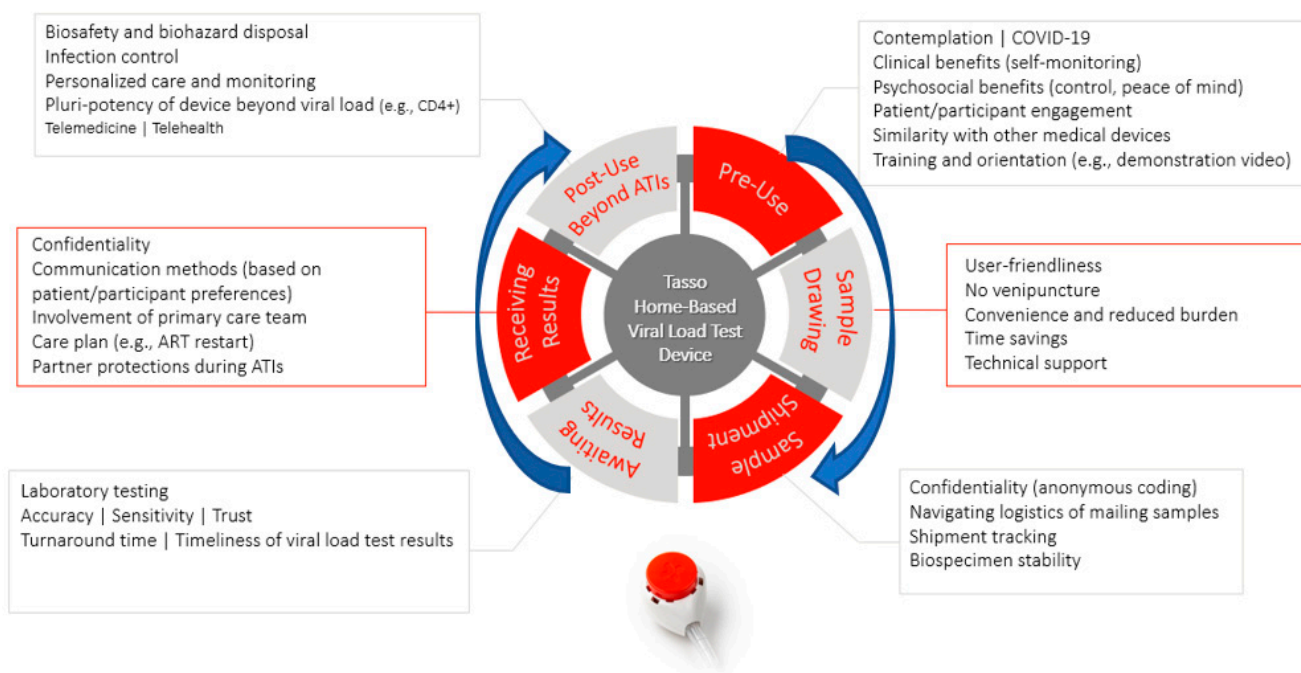 Biosafety and biohazard disposal
Infection control
Personalized care and monitoring
Pluri-potency of device beyond viral load (e.g., CD4+)
Telemedicine | Telehealth
Contemplation | COVID-19
Clinical benefits (self-monitoring)
Psychosocial benefits (control, peace of mind)
Patient/participant engagement
Similarity with other medical devices
Training and orientation (e.g., demonstration video)
Post-Use
Beyond ATIs
Pre-Use
Confidentiality
Communication methods (based on
patient/participant preferences)
Involvement of primary care team
Care plan (e.g., ART restart)
Partner protections during ATIs
Receiving
Results
Tasso
Home-Based
Viral Load Test
Device
Sample
Drawing
User-friendliness
No venipuncture
Convenience and reduced burden
Time savings
Technical support
Awaiting
Results
Sample
Shipment
Laboratory testing
Accuracy | Sensitivity | Trust
Turnaround time | Timeliness of viral load test results
Confidentiality (anonymous coding)
Navigating logistics of mailing samples
Shipment tracking
Biospecimen stability